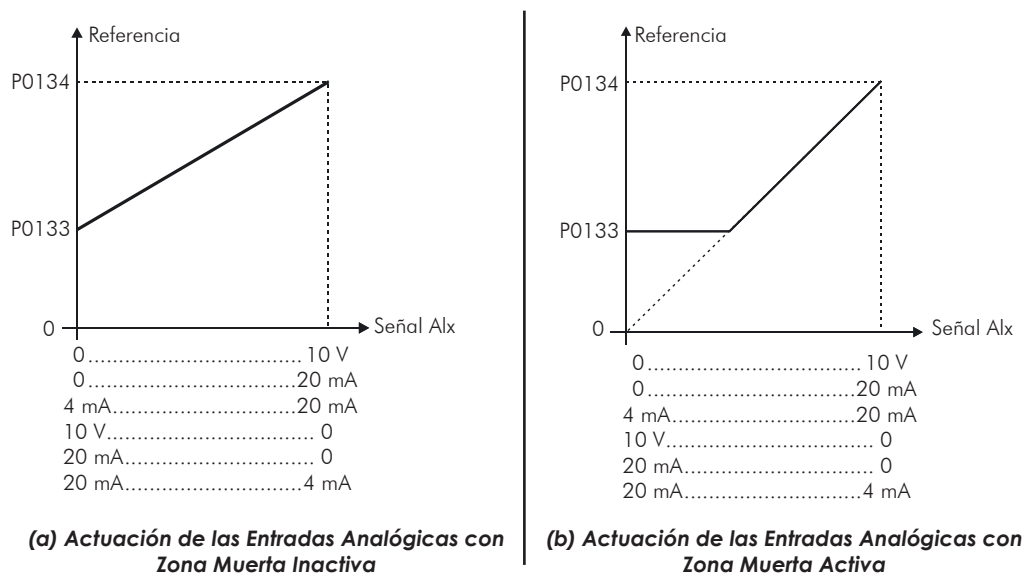 Referencia
P0134
P0133
0
Señal AIx
0.............................. 10 V
0..............................20 mA
4 mA..........................20 mA
10 V............................. 0
20 mA........................... 0
20 mA.........................4 mA
(a) Actuación de las Entradas Analógicas con
Zona Muerta Inactiva
Referencia
P0134
P0133
0
Señal AIx
0............................... 10 V
0..............................20 mA
4 mA..........................20 mA
10 V............................. 0
20 mA........................... 0
20 mA.........................4 mA
(b) Actuación de las Entradas Analógicas con
Zona Muerta Activa